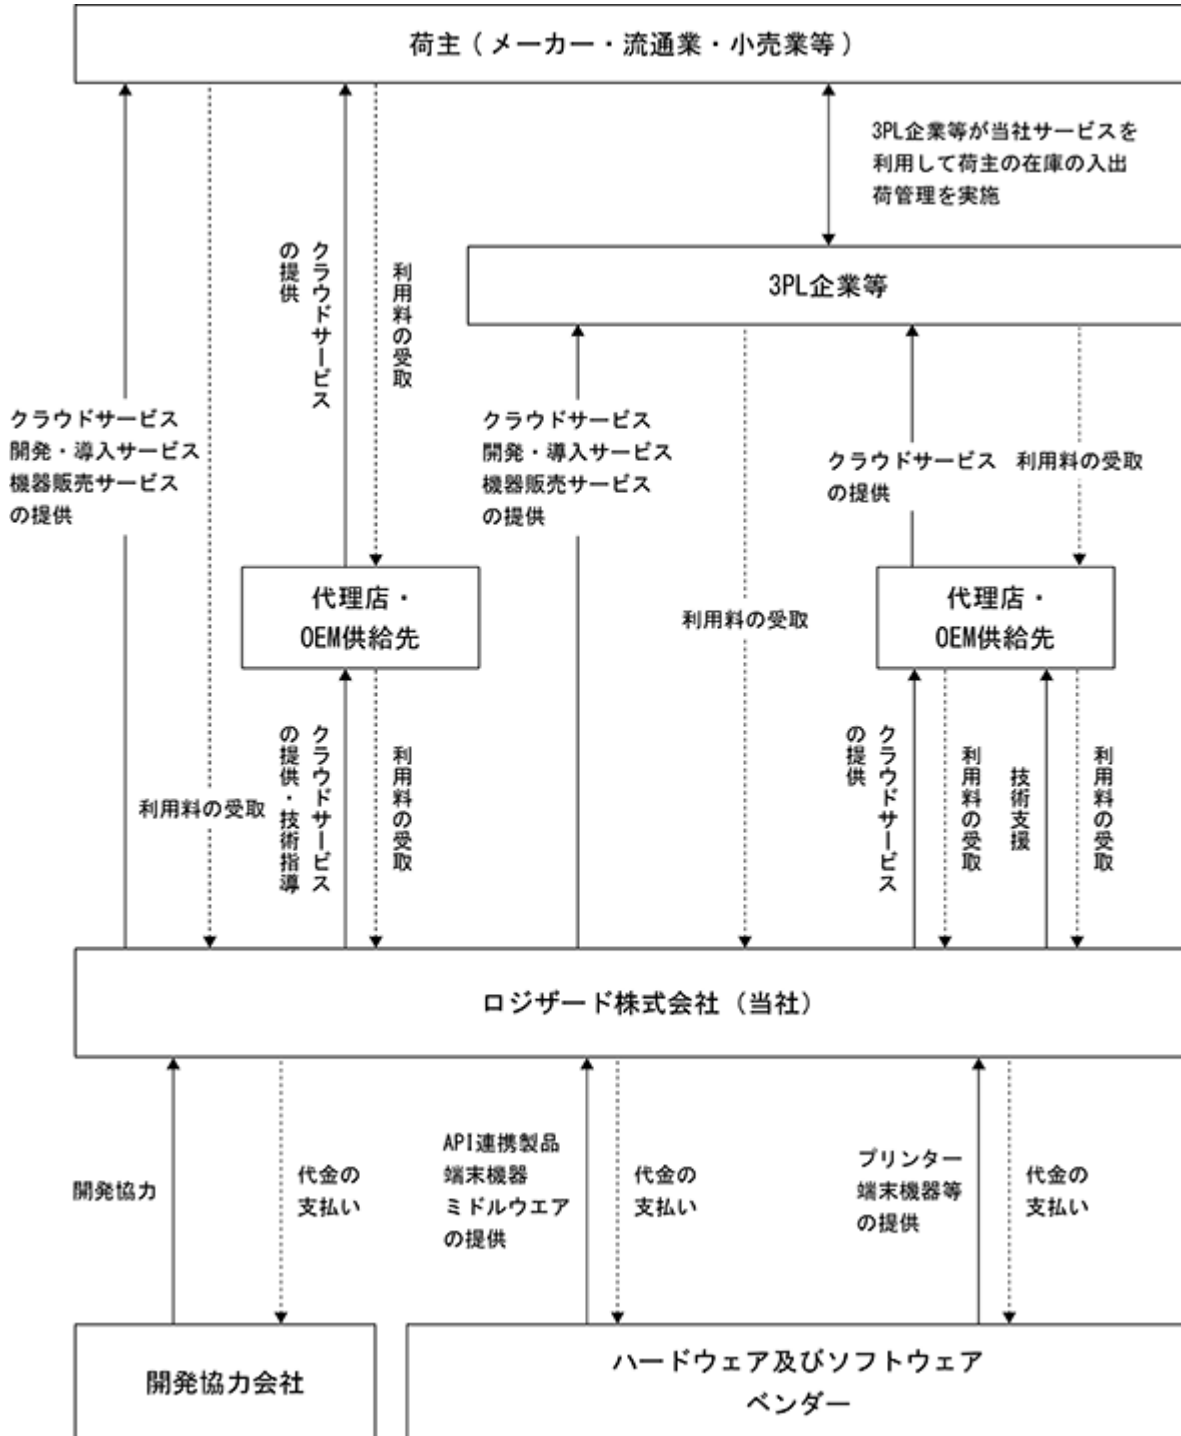 荷主(メーカー・流通業・小売業等)
3PL企業等が当社サービスを
利用して荷主の在庫の入出
荷管理を実施
クラウドサービス
の提供
利用料の受取
3PL企業等
クラウドサービス
開発・導入サービス
機器販売サービス
の提供
クラウドサービス
開発・導入サービス
機器販売サービス
の提供
クラウドサービス
の提供
利用料の受取
代理店・
OEM供給先
利用料の受取
代理店・
OEM供給先
利用料の受取
クラウドサービス
の提供・技術指導
利用料の受取
クラウドサービス
の提供
利用料の受取
技術支援
利用料の受取
ロジザード株式会社(当社)
開発協力
代金の
支払い
API連携製品
端末機器
ミドルウエア
の提供
代金の
支払い
プリンター
端末機器等
の提供
代金の
支払い
開発協力会社
ハードウェア及びソフトウェア
ベンダー